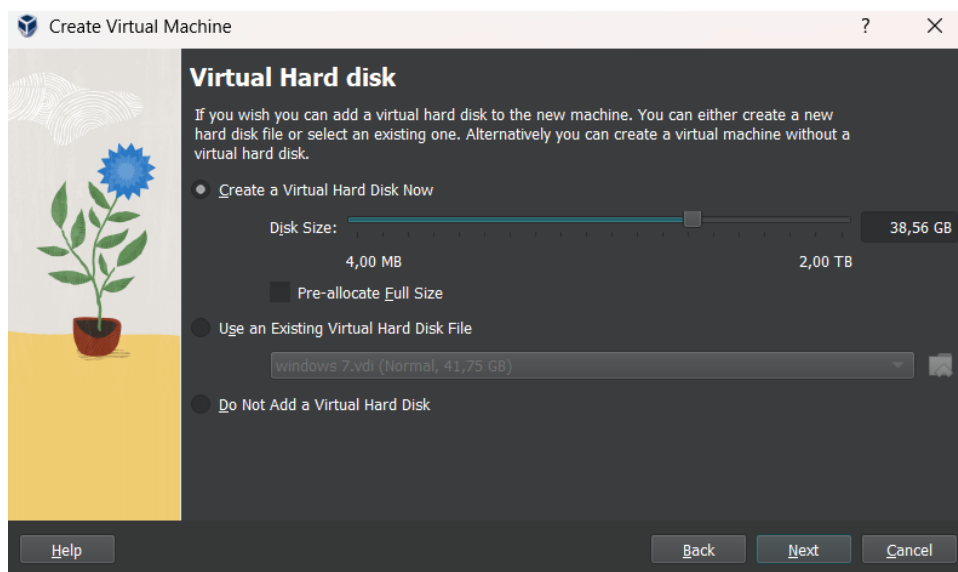 Create Virtual Machine
?
Virtual Hard disk
If you wish you can add a virtual hard disk to the new machine. You can either create a new
hard disk file or select an existing one. Alternatively you can create a virtual machine without a
virtual hard disk.
Create a Virtual Hard Disk Now
Disk Size:
38,56 GB
4,00 MB
2,00 TB
Pre-allocate Full Size
Use an Existing Virtual Hard Disk File
windows 7.vdi (Normal, 41,75 GB)
Do Not Add a Virtual Hard Disk
Help
Back
Next
Cancel